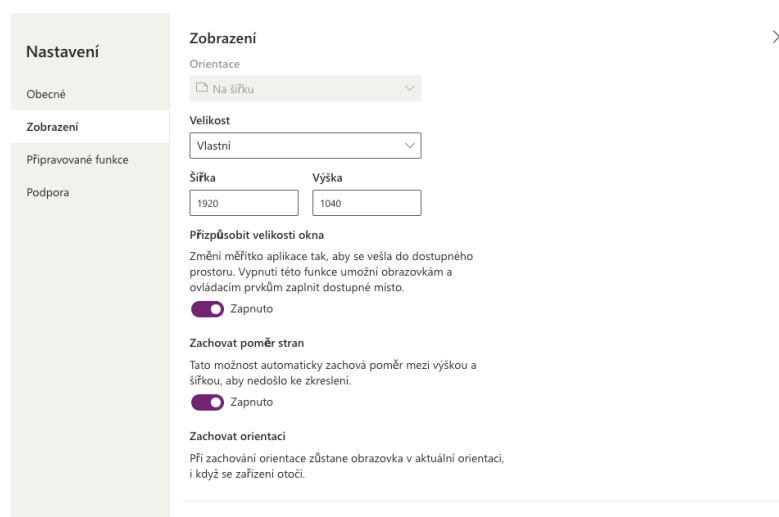 Nastavení
Obecné
Zobrazení
Připravované funkce
Podpora
Zobrazení
Orientace
Na šířku
Velikost
Vlastní
Šířka Výška
1920 1040
Přizpůsobit velikosti okna
Změní měřítko aplikace tak, aby se vešla do dostupného
prostoru. Vypnutí této funkce umožní obrazovkám a
ovládacím prvkům zaplnit dostupné místo.
Zapnuto
Zachovat poměr stran
Tato možnost automaticky zachová poměr mezi výškou a
šířkou, aby nedošlo ke zkreslení.
Zapnuto
Zachovat orientaci
Při zachování orientace zůstane obrazovka v aktuální orientaci,
i když se zařízení otočí.